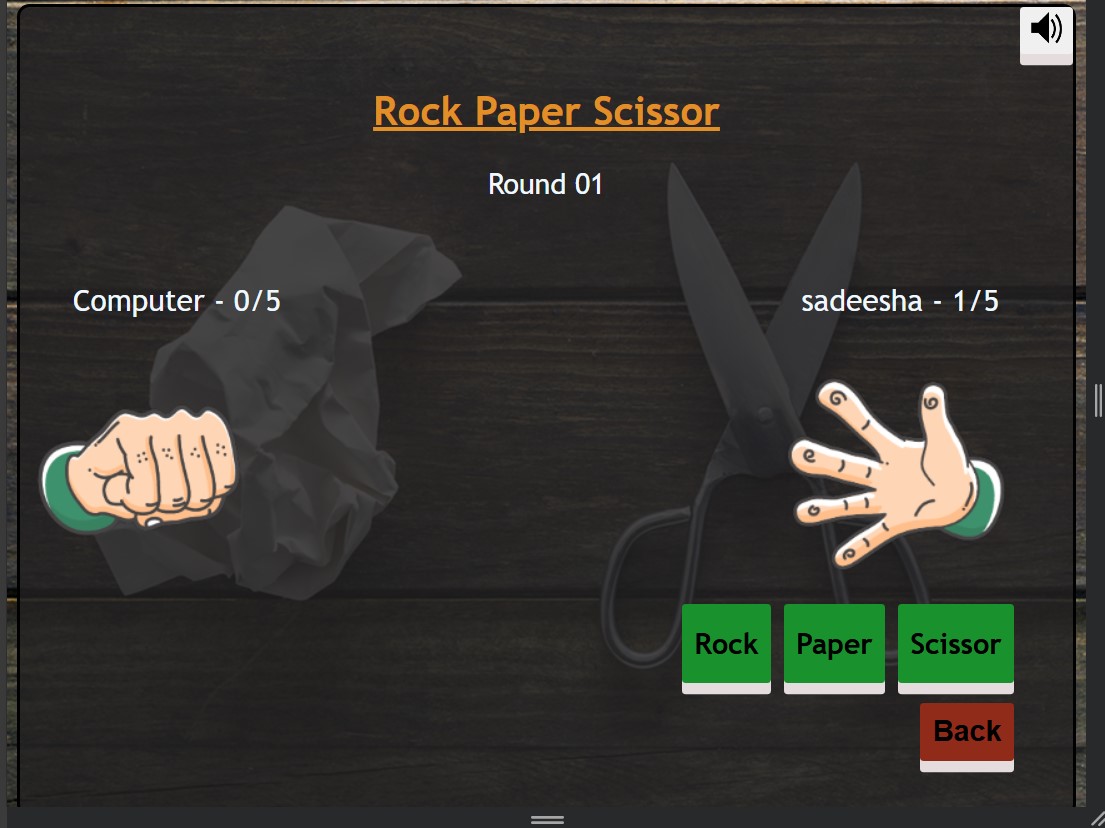 Rock Paper Scissor
Round 01
Computer - 0/5
sadeesha - 1/5
Rock
Paper
Scissor
Back